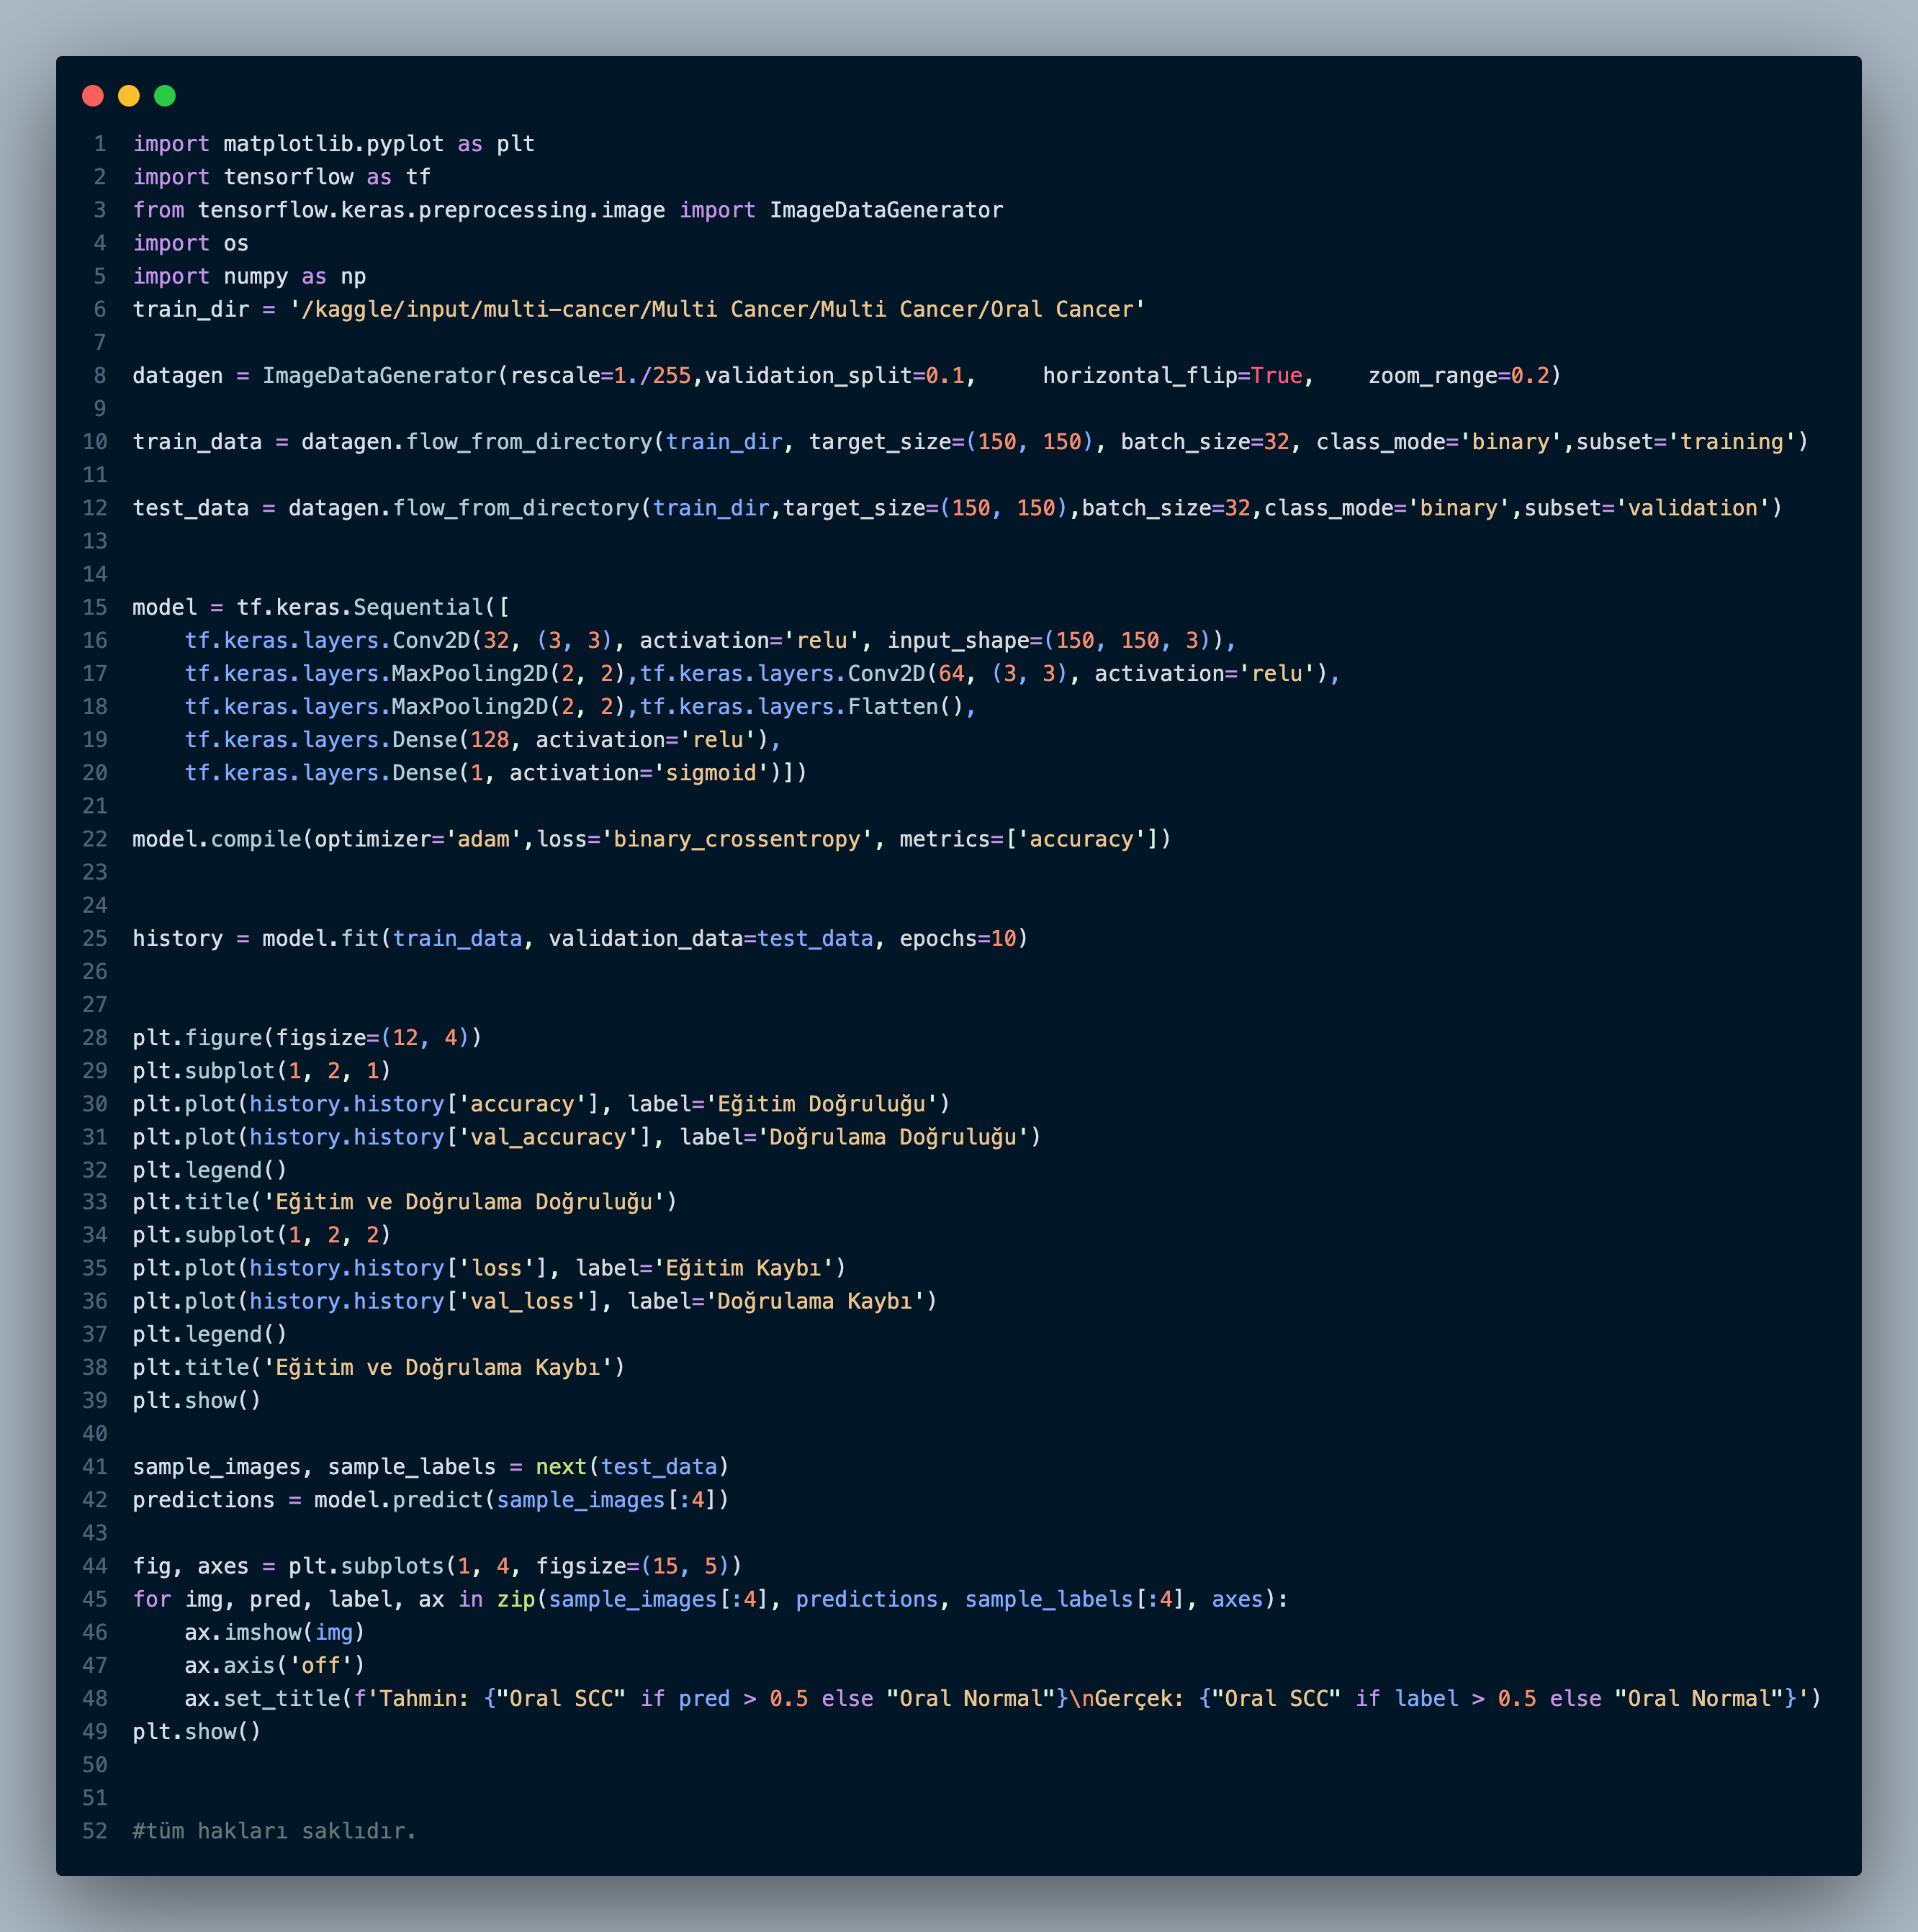 1 import matplotlib.pyplot as plt
2 import tensorflow as tf
3 from tensorflow.keras.preprocessing.image import ImageDataGenerator
4 import os
5 import numpy as np
6 train_dir = '/kaggle/input/multi-cancer/Multi Cancer/Multi Cancer/Oral Cancer'
7
8 datagen = ImageDataGenerator(rescale=1./255,validation_split=0.1,     horizontal_flip=True,    zoom_range=0.2)
9
10 train_data = datagen.flow_from_directory(train_dir, target_size=(150, 150), batch_size=32, class_mode='binary',subset='training')
11
12 test_data = datagen.flow_from_directory(train_dir,target_size=(150, 150),batch_size=32,class_mode='binary',subset='validation')
13
14
15 model = tf.keras.Sequential([
16     tf.keras.layers.Conv2D(32, (3, 3), activation='relu', input_shape=(150, 150, 3)),
17     tf.keras.layers.MaxPooling2D(2, 2),tf.keras.layers.Conv2D(64, (3, 3), activation='relu'),
18     tf.keras.layers.MaxPooling2D(2, 2),tf.keras.layers.Flatten(),
19     tf.keras.layers.Dense(128, activation='relu'),
20     tf.keras.layers.Dense(1, activation='sigmoid')])
21
22 model.compile(optimizer='adam',loss='binary_crossentropy', metrics=['accuracy'])
23
24
25 history = model.fit(train_data, validation_data=test_data, epochs=10)
26
27
28 plt.figure(figsize=(12, 4))
29 plt.subplot(1, 2, 1)
30 plt.plot(history.history['accuracy'], label='Eğitim Doğruluğu')
31 plt.plot(history.history['val_accuracy'], label='Doğrulama Doğruluğu')
32 plt.legend()
33 plt.title('Eğitim ve Doğrulama Doğruluğu')
34 plt.subplot(1, 2, 2)
35 plt.plot(history.history['loss'], label='Eğitim Kaybı')
36 plt.plot(history.history['val_loss'], label='Doğrulama Kaybı')
37 plt.legend()
38 plt.title('Eğitim ve Doğrulama Kaybı')
39 plt.show()
40
41 sample_images, sample_labels = next(test_data)
42 predictions = model.predict(sample_images[:4])
43
44 fig, axes = plt.subplots(1, 4, figsize=(15, 5))
45 for img, pred, label, ax in zip(sample_images[:4], predictions, sample_labels[:4], axes):
46     ax.imshow(img)
47     ax.axis('off')
48     ax.set_title(f'Tahmin: {"Oral SCC" if pred > 0.5 else "Oral Normal"}\nGerçek: {"Oral SCC" if label > 0.5 else "Oral Normal"}')
49 plt.show()
50
51
52 #tüm hakları saklıdır.